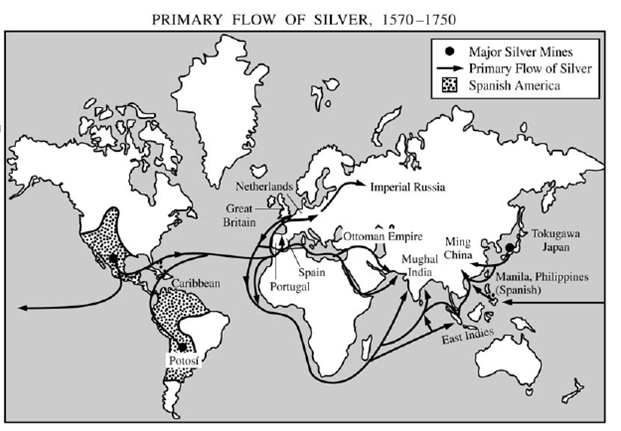 PRIMARY FLOW OF SILVER, 1570–1750
Major Silver Mines
Primary Flow of Silver
Spanish America
Netherlands
Imperial Russia
Great
Britain
Ottoman Empire
Ming
China
Tokugawa
Japan
Mughal
India
Spain
Portugal
Caribbean
Manila, Philippines
(Spanish)
East Indies
Potosí